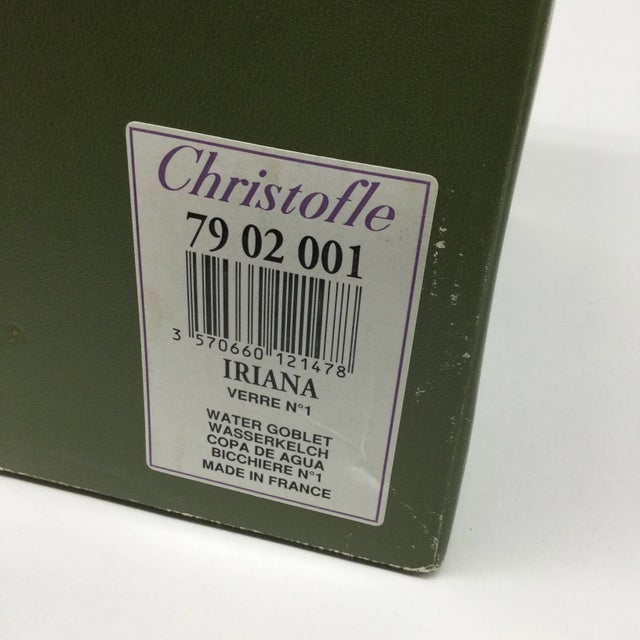 Christofle
79 02 001
3 570660 121478
IRIANA
VERRE N°1
WATER GOBLET
WASSERKELCH
COPA DE AGUA
BICCHIERE N°1
MADE IN FRANCE